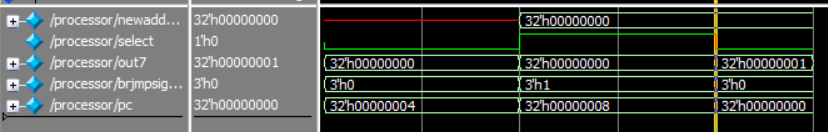 /processor/newadd... 32'h00000000 32'h00000000
/processor/select 1'h0
/processor/out7 32'h00000001 32'h00000000 32'h00000000 32'h00000001
/processor/brjmpsig... 3'h0 3'h0 3'h1 3'h0
/processor/pc 32'h00000000 32'h00000004 32'h00000008 32'h00000000